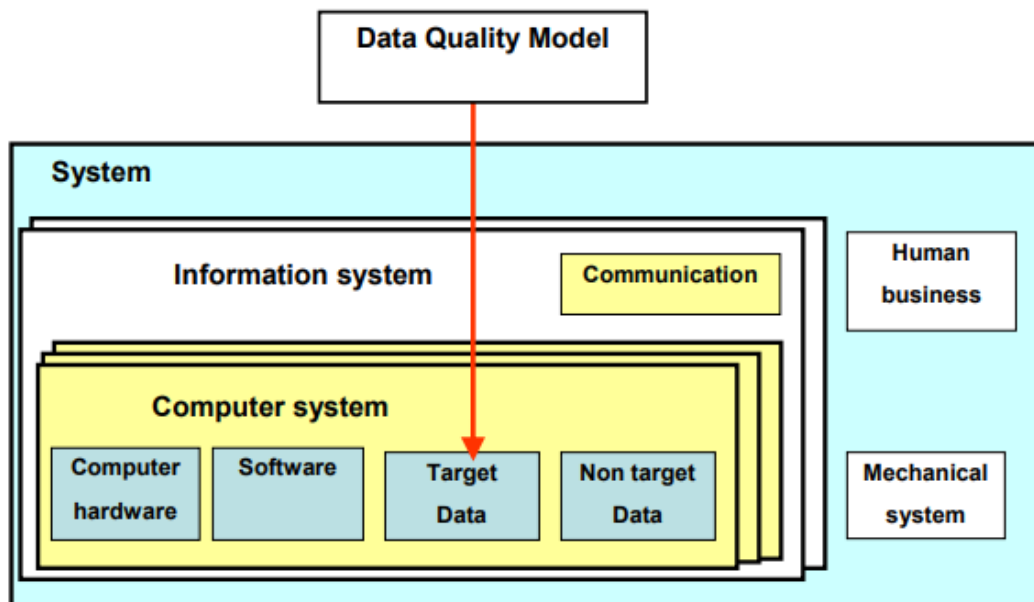 Data Quality Model
System
Information system
Communication
Human
business
Computer system
Computer
hardware
Software
Target
Data
Non target
Data
Mechanical
system